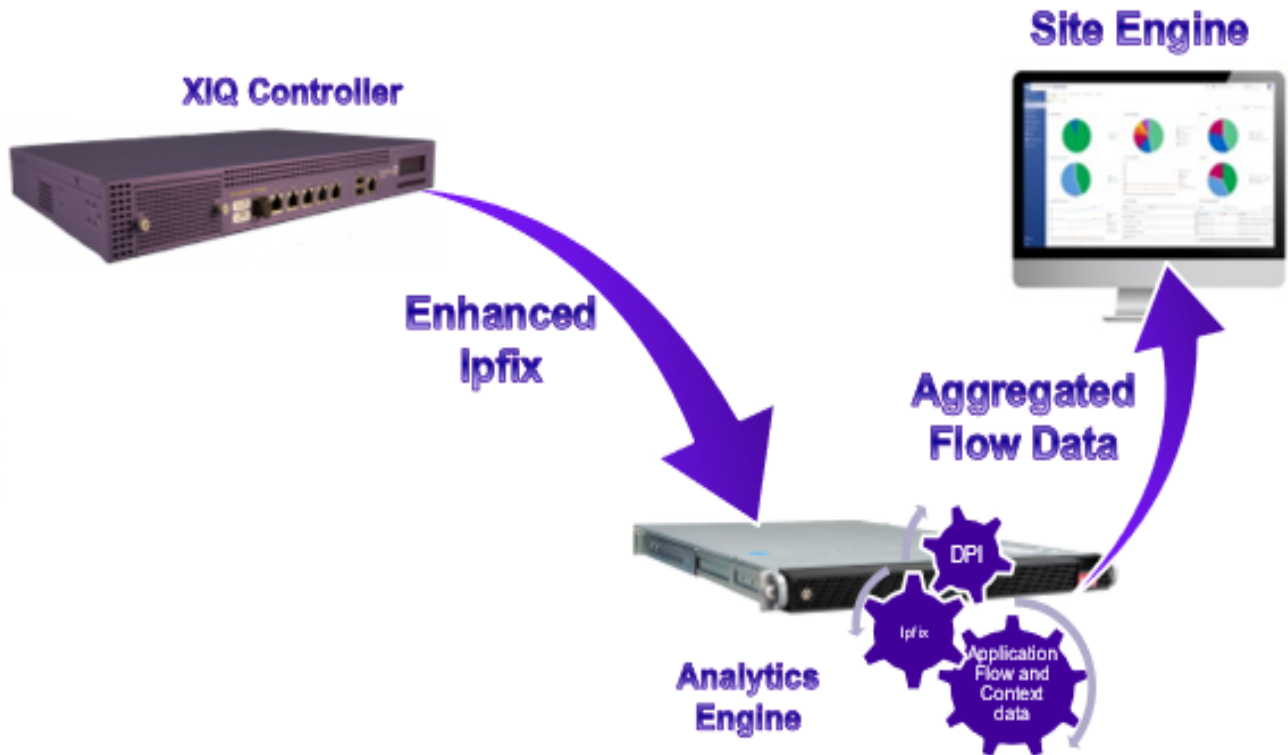 Site Engine
XIQ Controller
Enhanced
Ipfix
Aggregated
Flow Data
DPI
Ipfix
Application
Flow and
Context
data
Analytics
Engine